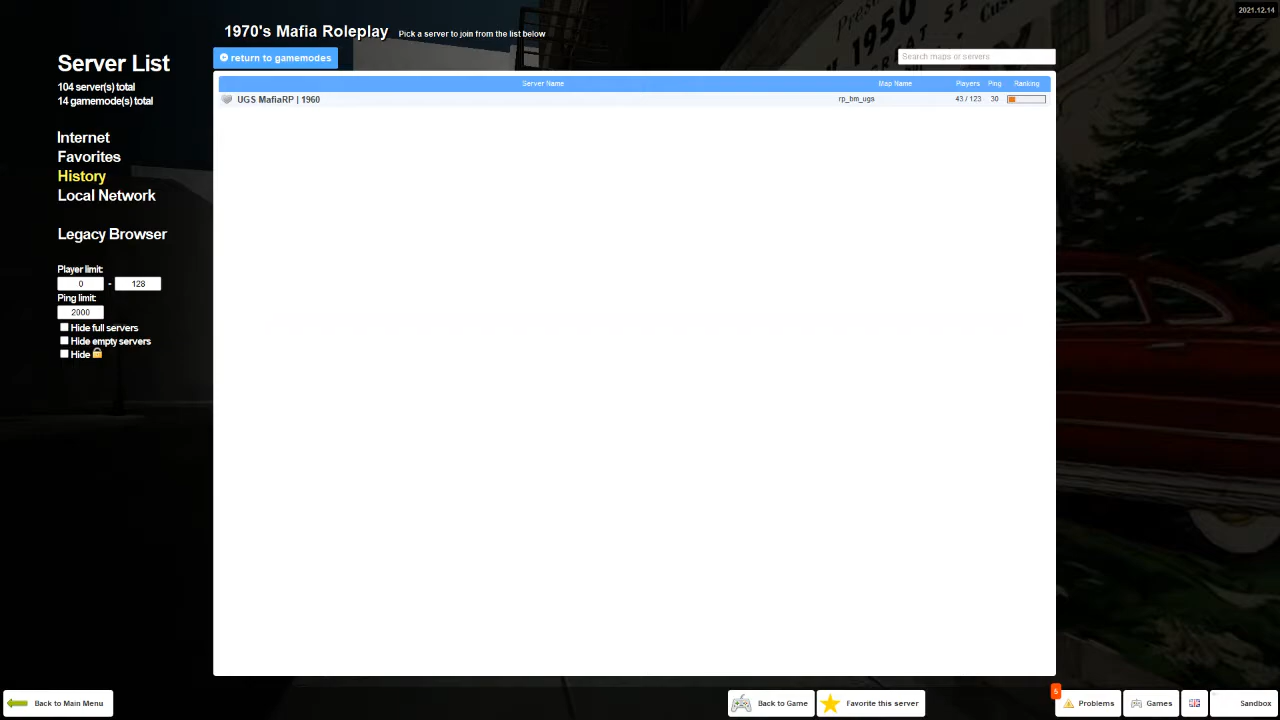 2021.12.14
1970's Mafia Roleplay Pick a server to join from the list below
Server List
104 server(s) total
14 gamemode(s) total
Internet
Favorites
History
Local Network
Legacy Browser
Player limit:
0 - 128
Ping limit:
2000
Hide full servers
Hide empty servers
Hide
return to gamemodes
Search maps or servers
Server Name Map Name Players Ping Ranking
UGS MafiaRP | 1960 rp_bm_ugs 43 / 123 30
1950
Back to Main Menu
Back to Game
Favorite this server
5
Problems
Games
Sandbox